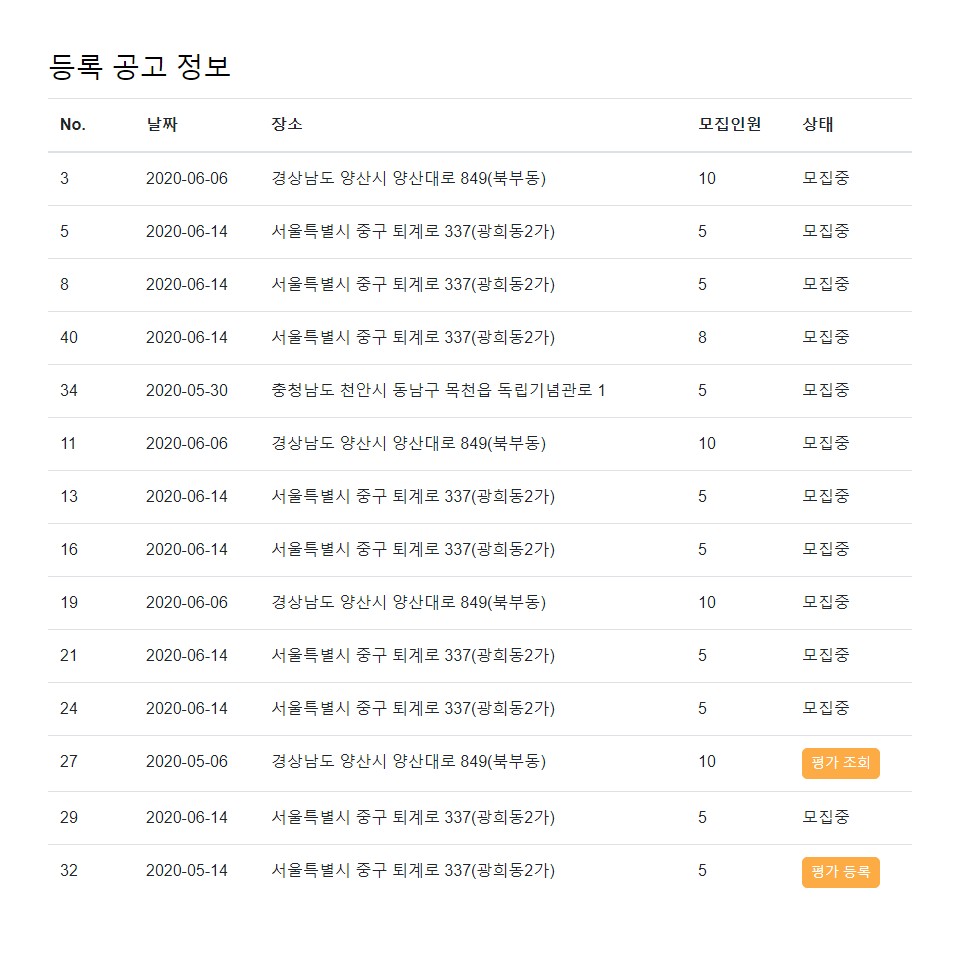 등록 공고 정보
No. 날짜 장소 모집인원 상태
3 2020-06-06 경상남도 양산시 양산대로 849(북부동) 10 모집중
5 2020-06-14 서울특별시 중구 퇴계로 337(광희동2가) 5 모집중
8 2020-06-14 서울특별시 중구 퇴계로 337(광희동2가) 5 모집중
40 2020-06-14 서울특별시 중구 퇴계로 337(광희동2가) 8 모집중
34 2020-05-30 충청남도 천안시 동남구 목천읍 독립기념관로 1 5 모집중
11 2020-06-06 경상남도 양산시 양산대로 849(북부동) 10 모집중
13 2020-06-14 서울특별시 중구 퇴계로 337(광희동2가) 5 모집중
16 2020-06-14 서울특별시 중구 퇴계로 337(광희동2가) 5 모집중
19 2020-06-06 경상남도 양산시 양산대로 849(북부동) 10 모집중
21 2020-06-14 서울특별시 중구 퇴계로 337(광희동2가) 5 모집중
24 2020-06-14 서울특별시 중구 퇴계로 337(광희동2가) 5 모집중
27 2020-05-06 경상남도 양산시 양산대로 849(북부동) 10 평가 조회
29 2020-06-14 서울특별시 중구 퇴계로 337(광희동2가) 5 모집중
32 2020-05-14 서울특별시 중구 퇴계로 337(광희동2가) 5 평가 등록